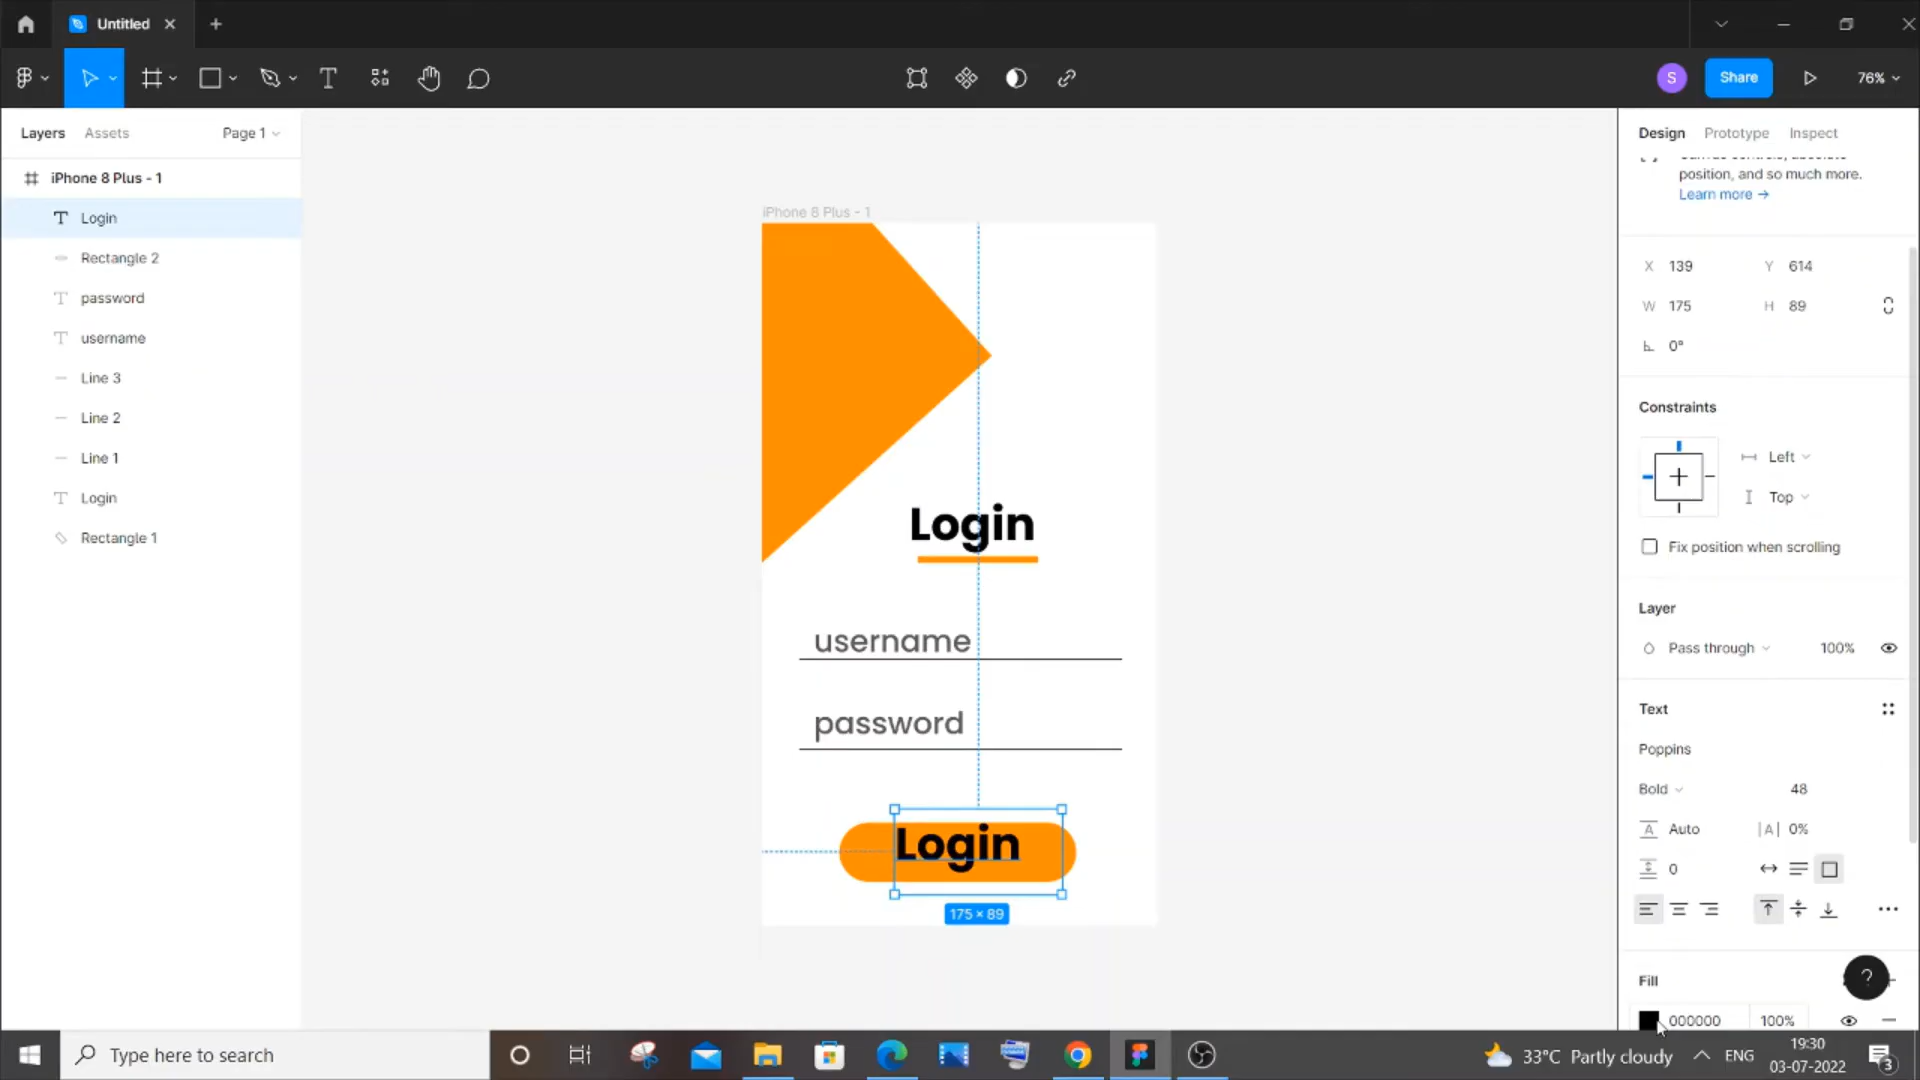 Untitled
S
Share
76%
Layers
Assets
Page 1
Design
Prototype
Inspect
iPhone 8 Plus - 1
Login
Rectangle 2
password
username
Line 3
Line 2
Line 1
Login
Rectangle 1
iPhone 8 Plus - 1
Login
username
password
Login
175 × 89
position, and so much more.
Learn more →
X 139
Y 614
W 175
H 89
0°
Constraints
Left
Top
Fix position when scrolling
Layer
Pass through
100%
Text
Poppins
Bold
48
A Auto
|A| 0%
0
Fill
?
000000
100%
Type here to search
33°C Partly cloudy
ENG
19:30
03-07-2022
3